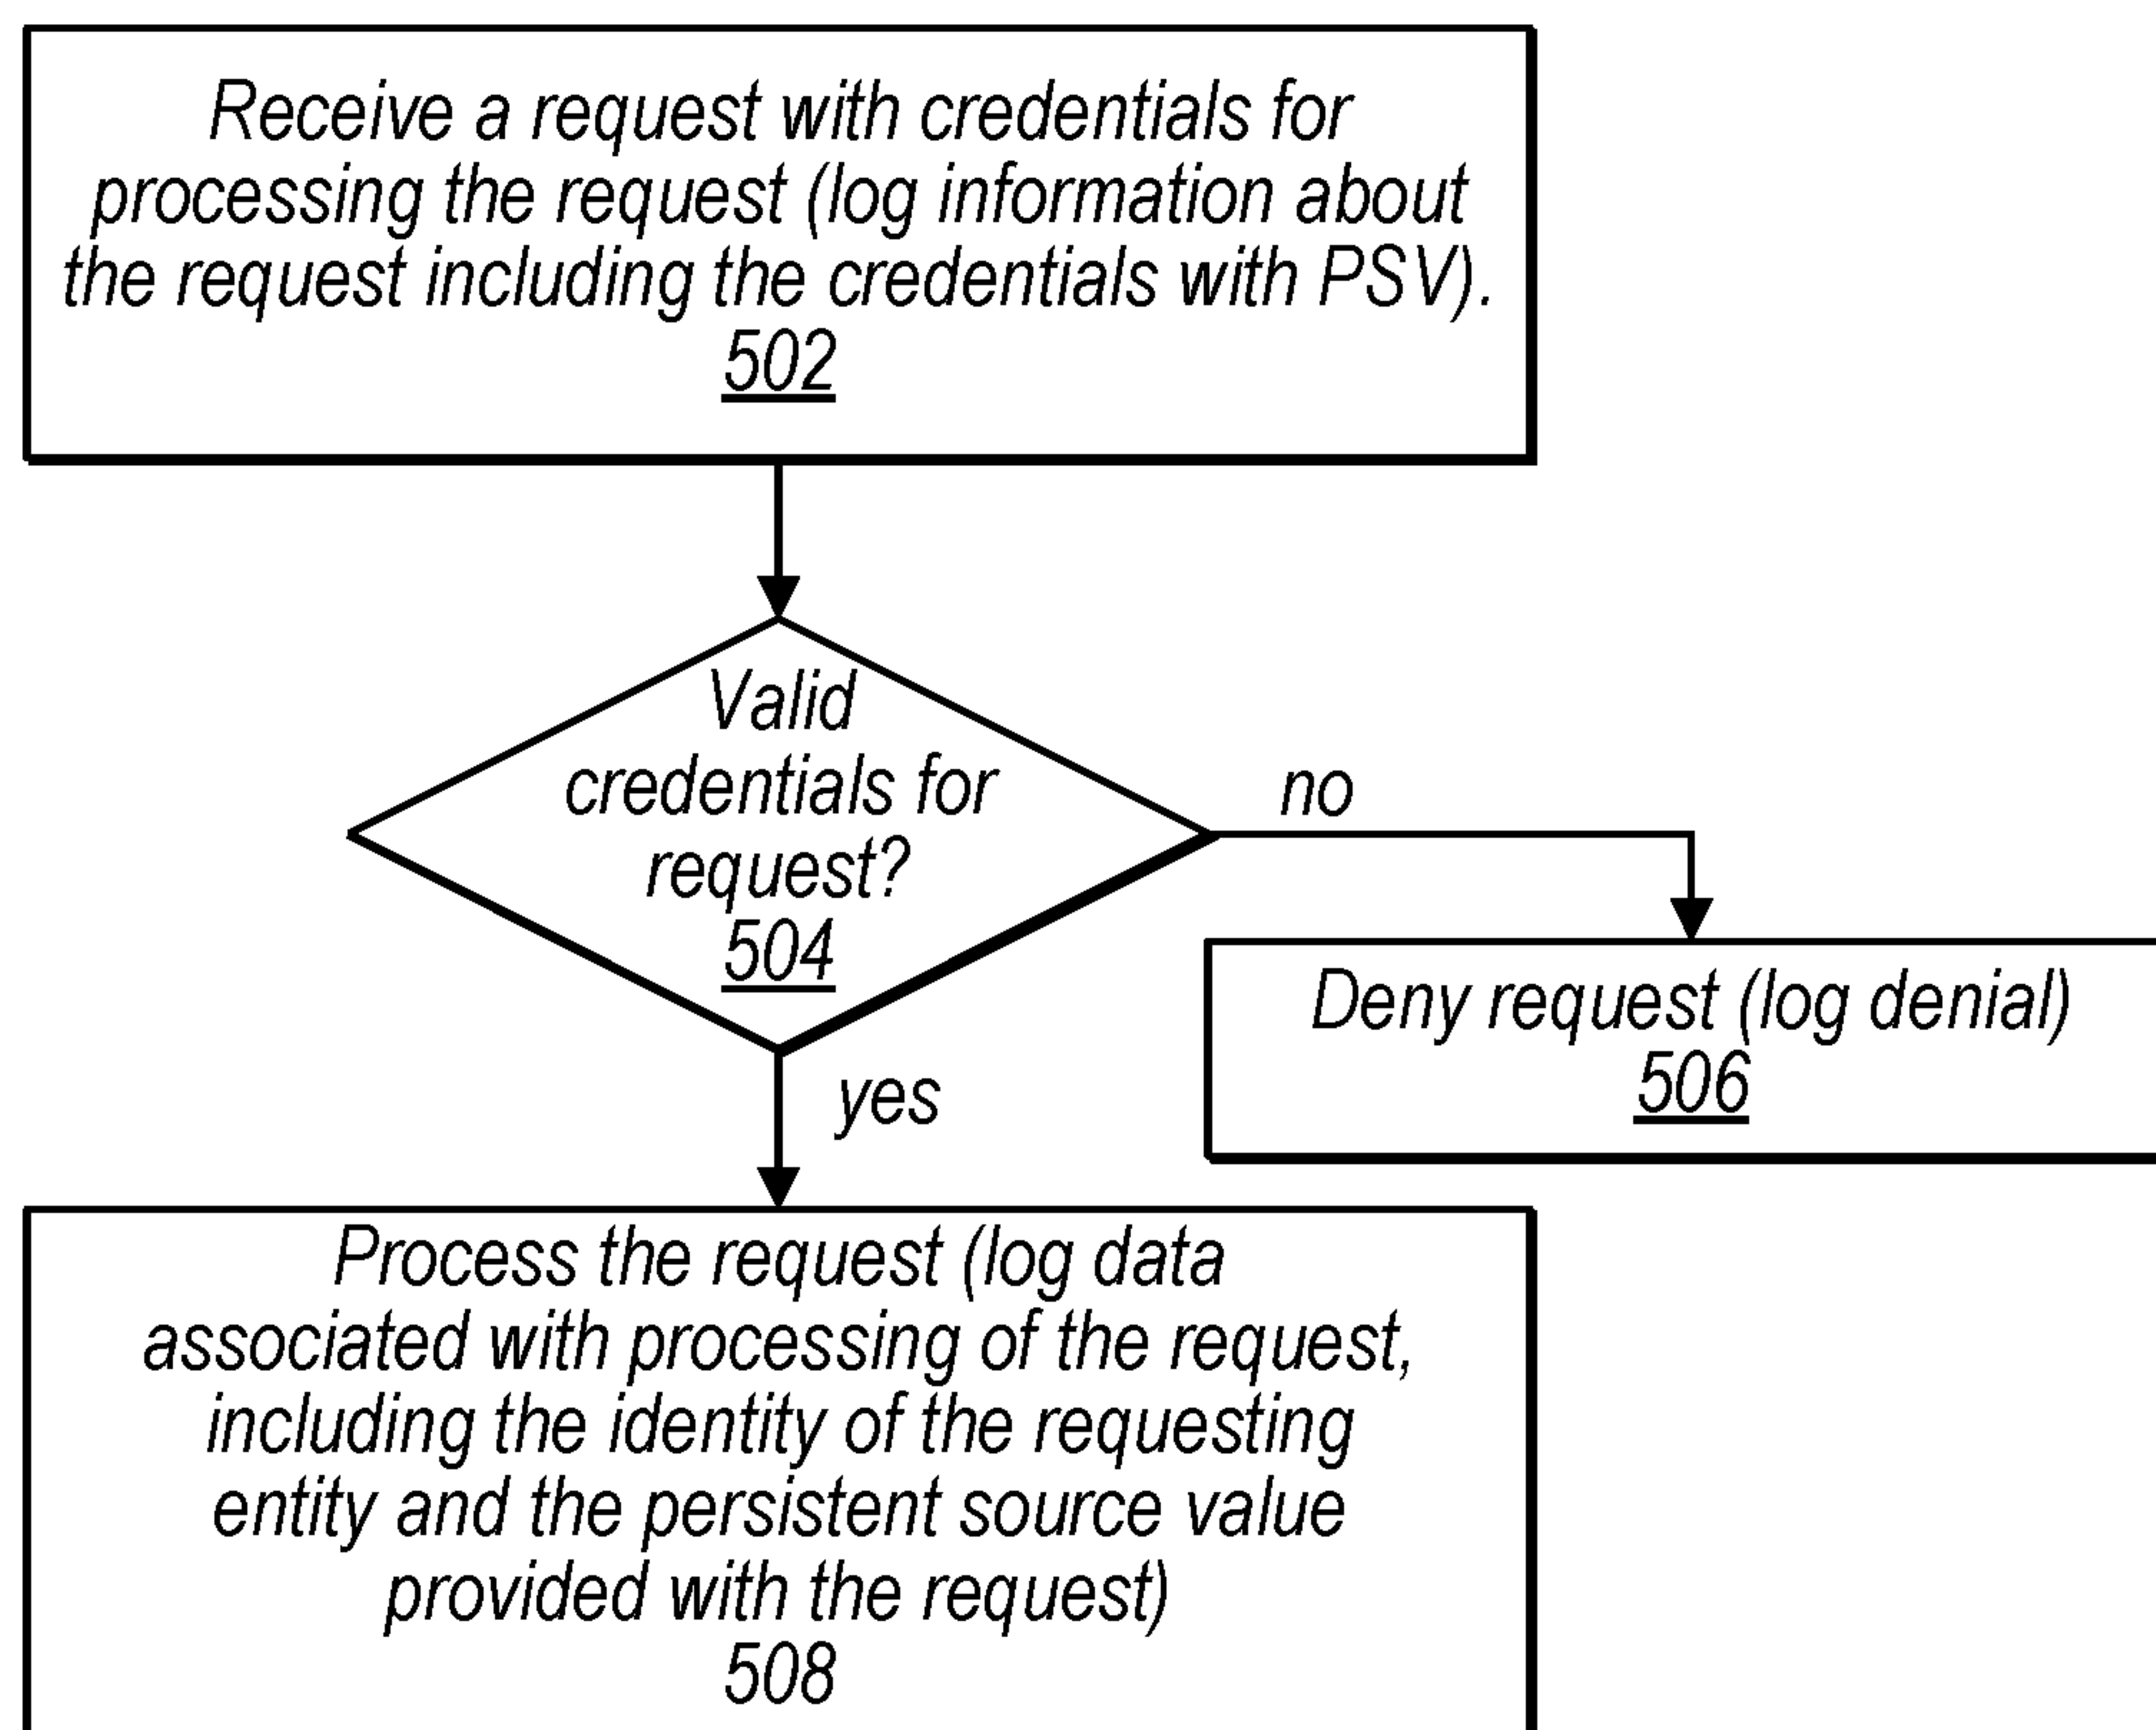 Receive a request with credentials for
processing the request (log information about
the request including the credentials with PSV).
502
Valid
credentials for
request?
504
no
yes
Deny request (log denial)
506
Process the request (log data
associated with processing of the request,
including the identity of the requesting
entity and the persistent source value
provided with the request)
508